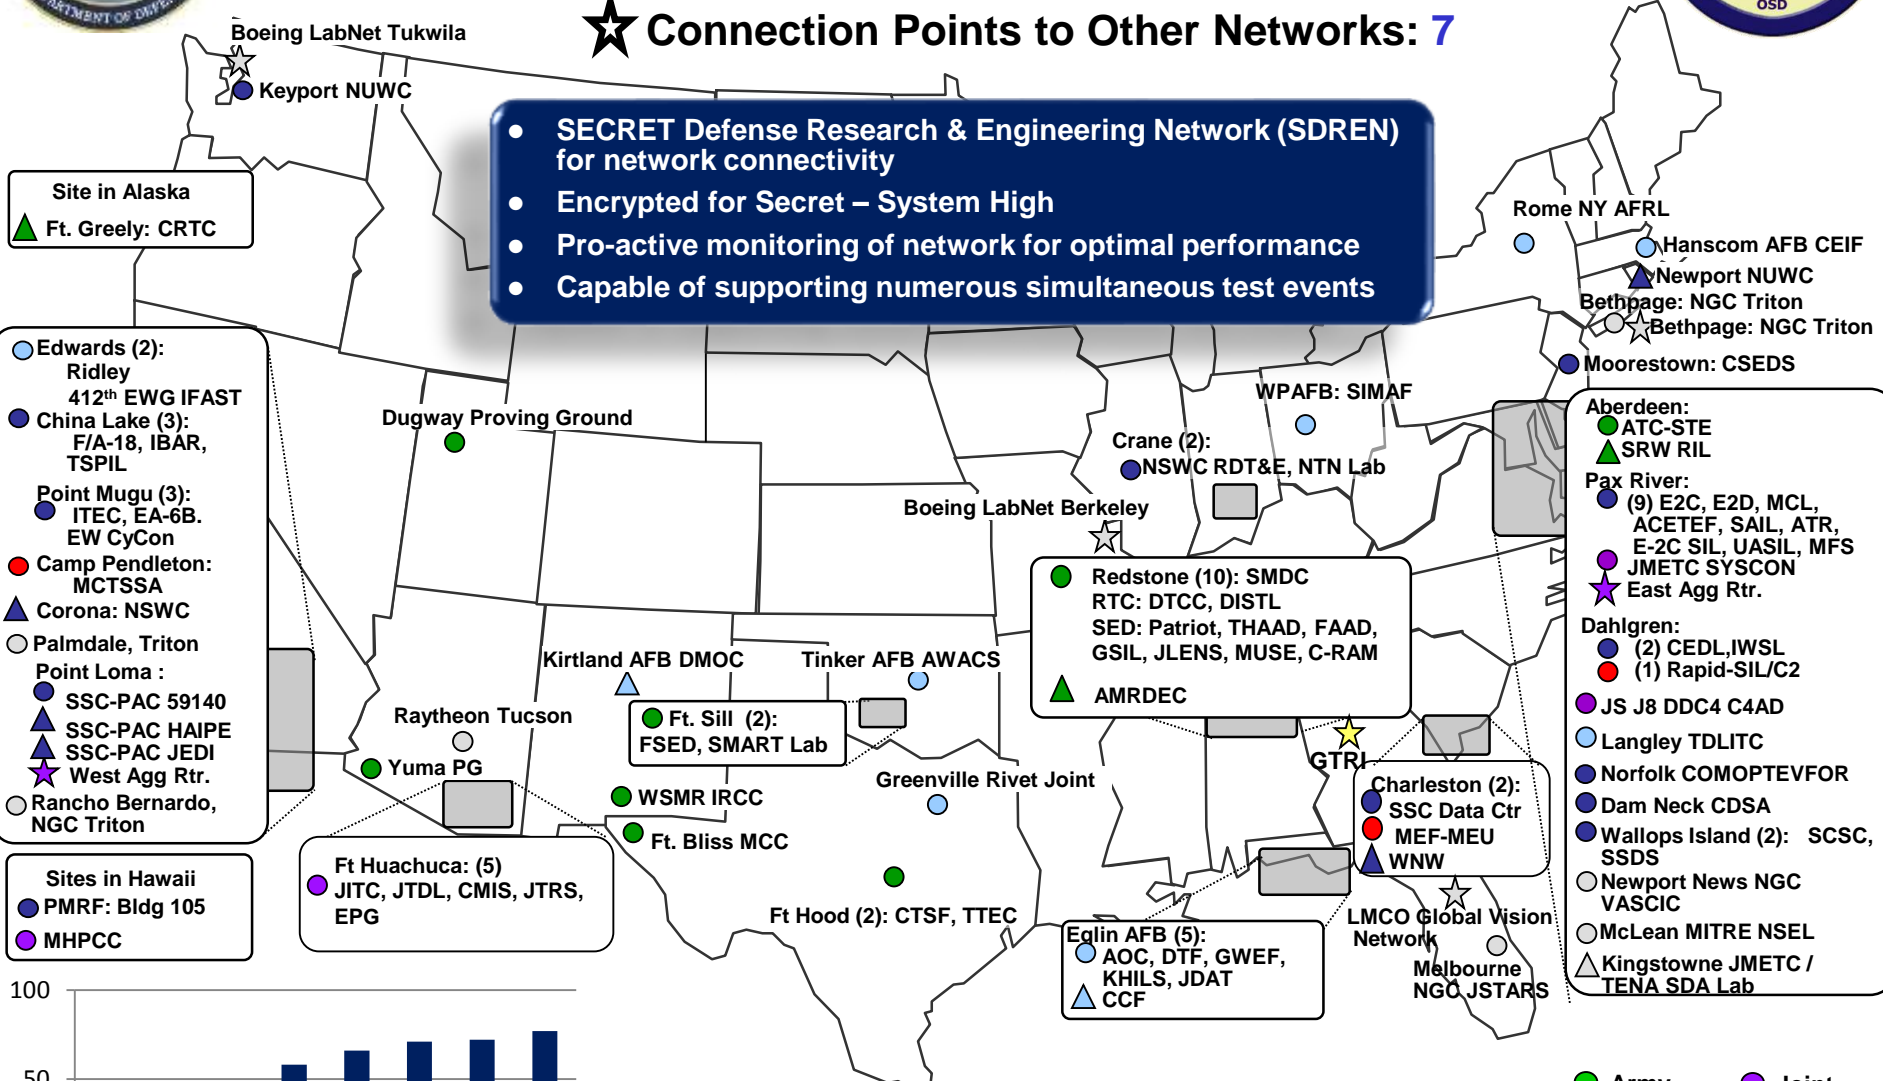 ARTMENT OF DEFE
OSD
Connection Points to Other Networks: 7
Boeing LabNet Tukwila
Keyport NUWC
● SECRET Defense Research & Engineering Network (SDREN)
for network connectivity
● Encrypted for Secret – System High
● Pro-active monitoring of network for optimal performance
● Capable of supporting numerous simultaneous test events
Site in Alaska
Ft. Greely: CRTC
Rome NY AFRL
Hanscom AFB CEIF
Newport NUWC
Bethpage: NGC Triton
Bethpage: NGC Triton
Moorestown: CSEDS
Edwards (2):
Ridley
412th EWG IFAST
China Lake (3):
F/A-18, IBAR,
TSPIL
Point Mugu (3):
ITEC, EA-6B.
EW CyCon
Camp Pendleton:
MCTSSA
Corona: NSWC
Palmdale, Triton
Point Loma :
SSC-PAC 59140
SSC-PAC HAIPE
SSC-PAC JEDI
West Agg Rtr.
Rancho Bernardo,
NGC Triton
Dugway Proving Ground
WPAFB: SIMAF
Crane (2):
NSWC RDT&E, NTN Lab
Boeing LabNet Berkeley
Redstone (10): SMDC
RTC: DTCC, DISTL
SED: Patriot, THAAD, FAAD,
GSIL, JLENS, MUSE, C-RAM
AMRDEC
Aberdeen:
ATC-STE
SRW RIL
Pax River:
(9) E2C, E2D, MCL,
ACETEF, SAIL, ATR,
E-2C SIL, UASIL, MFS
JMETC SYSCON
East Agg Rtr.
Dahlgren:
(2) CEDL,IWSL
(1) Rapid-SIL/C2
JS J8 DDC4 C4AD
Langley TDLITC
Norfolk COMOPTEVFOR
Dam Neck CDSA
Wallops Island (2): SCSC,
SSDS
Newport News NGC
VASCIC
McLean MITRE NSEL
Kingstowne JMETC /
TENA SDA Lab
Kirtland AFB DMOC
Tinker AFB AWACS
Ft. Sill (2):
FSED, SMART Lab
Raytheon Tucson
Yuma PG
WSMR IRCC
Ft. Bliss MCC
Greenville Rivet Joint
GTRI
Charleston (2):
SSC Data Ctr
MEF-MEU
WNW
Ft Huachuca: (5)
JITC, JTDL, CMIS, JTRS,
EPG
Ft Hood (2): CTSF, TTEC
Eglin AFB (5):
AOC, DTF, GWEF,
KHILS, JDAT
CCF
LMCO Global Vision
Network
Melbourne
NGC JSTARS
Sites in Hawaii
PMRF: Bldg 105
MHPCC
100
50
Army
Joint